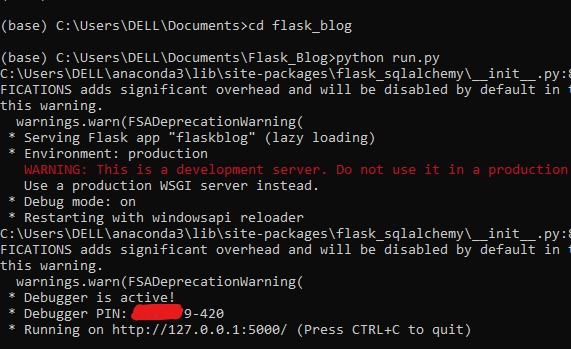 (base) C:\Users\DELL\Documents>cd flask_blog
(base) C:\Users\DELL\Documents\Flask_Blog>python run.py
C:\Users\DELL\anaconda3\lib\site-packages\flask_sqlalchemy\__init__.py:
FICATIONS adds significant overhead and will be disabled by default in
this warning.
warnings.warn(FSADeprecationWarning(
* Serving Flask app "flaskblog" (lazy loading)
* Environment: production
WARNING: This is a development server. Do not use it in a production
Use a production WSGI server instead.
* Debug mode: on
* Restarting with windowsapi reloader
C:\Users\DELL\anaconda3\lib\site-packages\flask_sqlalchemy\__init__.py:
FICATIONS adds significant overhead and will be disabled by default in
this warning.
warnings.warn(FSADeprecationWarning(
* Debugger is active!
* Debugger PIN: 9-420
* Running on http://127.0.0.1:5000/ (Press CTRL+C to quit)